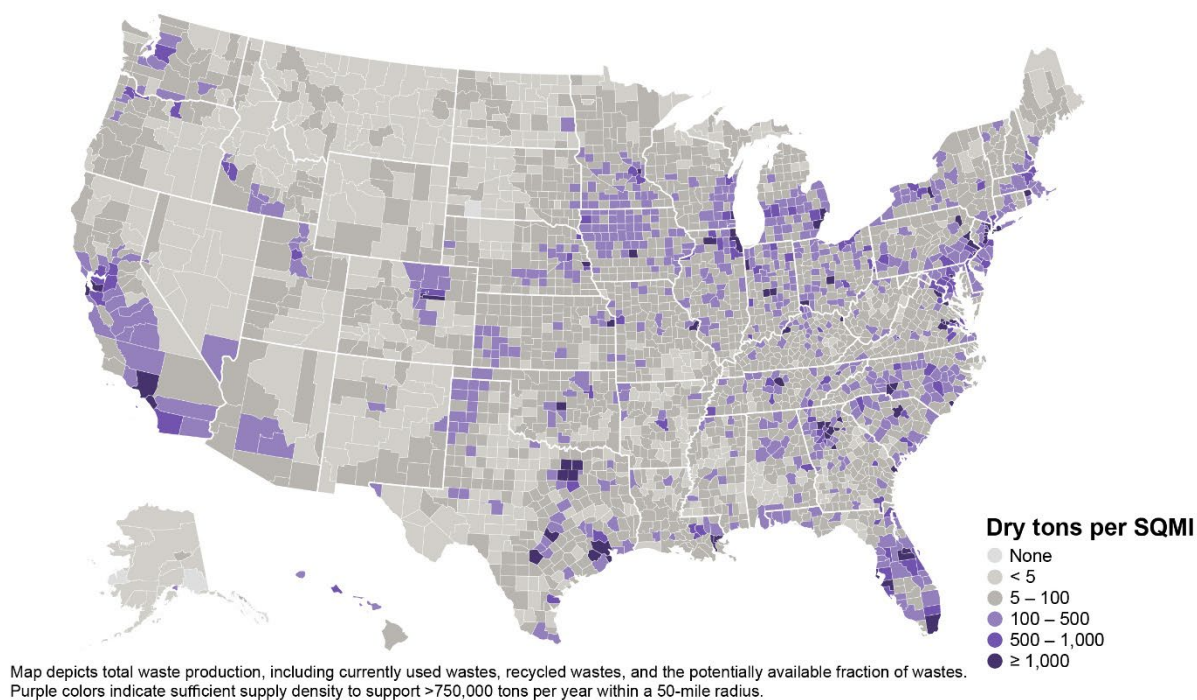 Dry tons per SQMI
None
< 5
5 – 100
100 – 500
500 – 1,000
≥ 1,000
Map depicts total waste production, including currently used wastes, recycled wastes, and the potentially available fraction of wastes.
Purple colors indicate sufficient supply density to support >750,000 tons per year within a 50-mile radius.